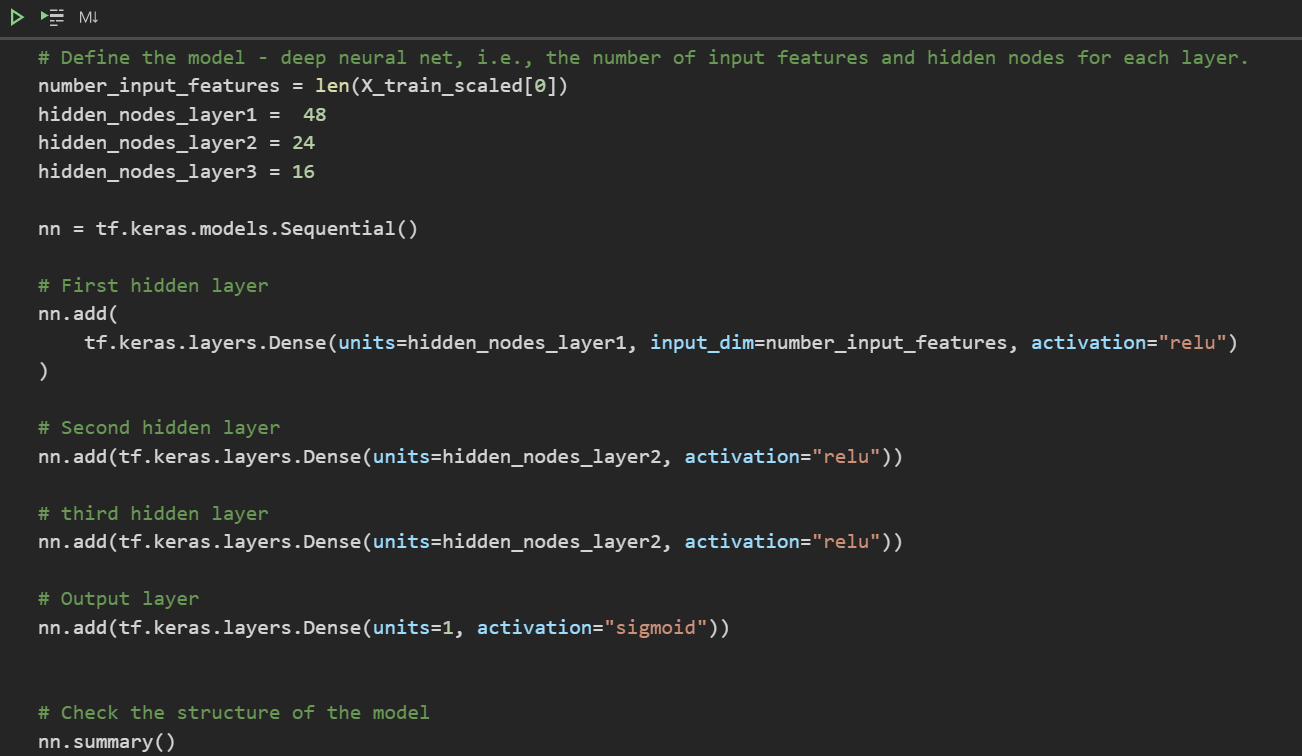 M↓
# Define the model - deep neural net, i.e., the number of input features and hidden nodes for each layer.
number_input_features = len(X_train_scaled[0])
hidden_nodes_layer1 =  48
hidden_nodes_layer2 = 24
hidden_nodes_layer3 = 16
nn = tf.keras.models.Sequential()
# First hidden layer
nn.add(
    tf.keras.layers.Dense(units=hidden_nodes_layer1, input_dim=number_input_features, activation="relu")
)
# Second hidden layer
nn.add(tf.keras.layers.Dense(units=hidden_nodes_layer2, activation="relu"))
# third hidden layer
nn.add(tf.keras.layers.Dense(units=hidden_nodes_layer2, activation="relu"))
# Output layer
nn.add(tf.keras.layers.Dense(units=1, activation="sigmoid"))
# Check the structure of the model
nn.summary()